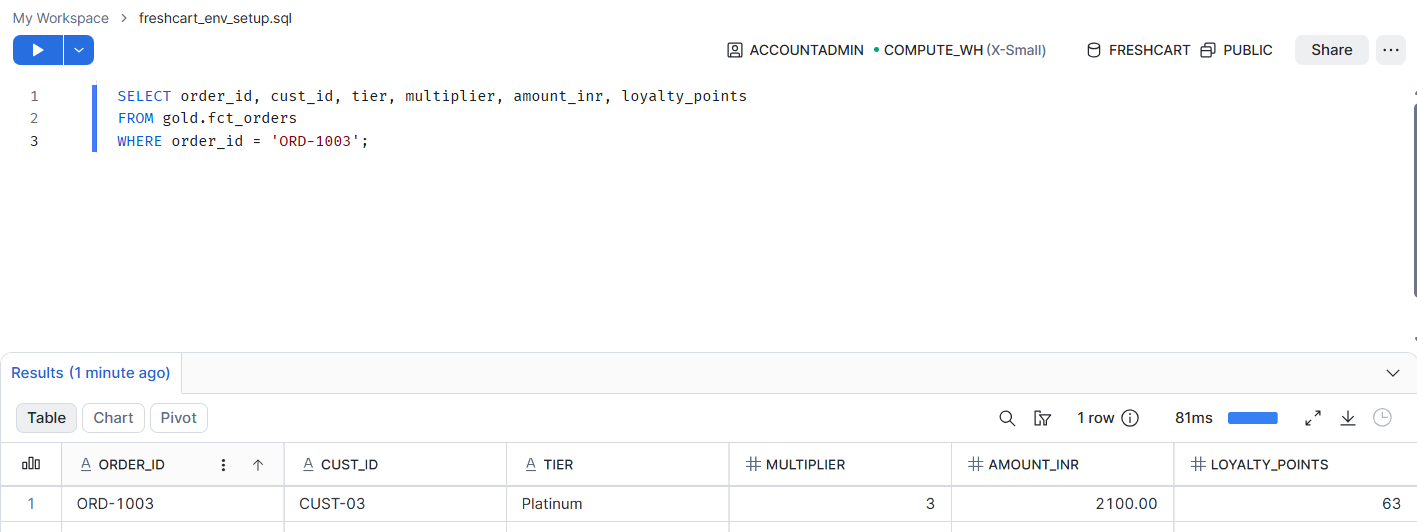 My Workspace > freshcart_env_setup.sql
ACCOUNTADMIN COMPUTE_WH (X-Small) FRESHCART PUBLIC Share ...
1 SELECT order_id, cust_id, tier, multiplier, amount_inr, loyalty_points
2 FROM gold.fct_orders
3 WHERE order_id = 'ORD-1003';
Results (1 minute ago)
Table Chart Pivot 1 row 81ms
A ORDER_ID A CUST_ID A TIER # MULTIPLIER # AMOUNT_INR # LOYALTY_POINTS
1 ORD-1003 CUST-03 Platinum 3 2100.00 63